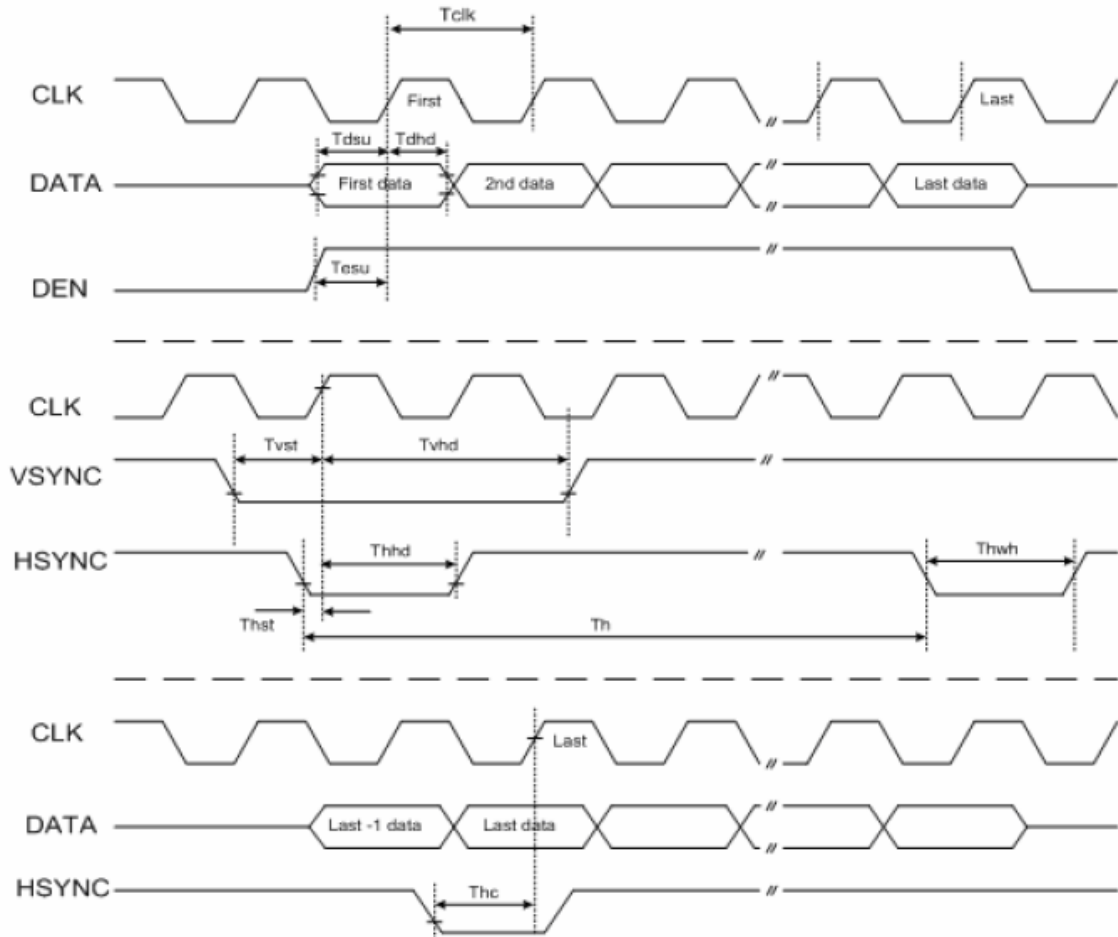 Tclk
CLK
First
Last
Tdsu
Tdhd
DATA
First data
2nd data
Last data
Tesu
DEN
CLK
Tvst
Tvhd
VSYNC
HSYNC
Thhd
Thwh
Thst
Th
CLK
Last
DATA
Last -1 data
Last data
HSYNC
Thc